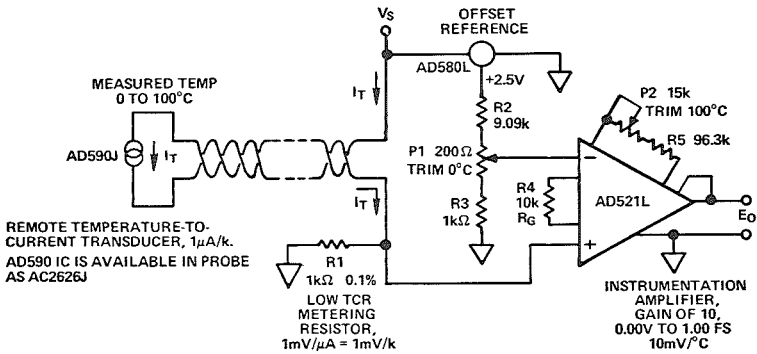 VS
OFFSET
REFERENCE
AD580L
+2.5V
MEASURED TEMP
0 TO 100°C
AD590J
IT
IT
IT
R2
9.09k
P1 200Ω
TRIM 0°C
R3
1kΩ
R4
10k
RG
P2 15k
TRIM 100°C
R5 96.3k
−
AD521L
+
EO
REMOTE TEMPERATURE-TO-
CURRENT TRANSDUCER, 1μA/k.
AD590 IC IS AVAILABLE IN PROBE
AS AC2626J
R1
1kΩ 0.1%
LOW TCR
METERING
RESISTOR,
1mV/μA = 1mV/k
INSTRUMENTATION
AMPLIFIER,
GAIN OF 10,
0.00V TO 1.00 FS
10mV/°C